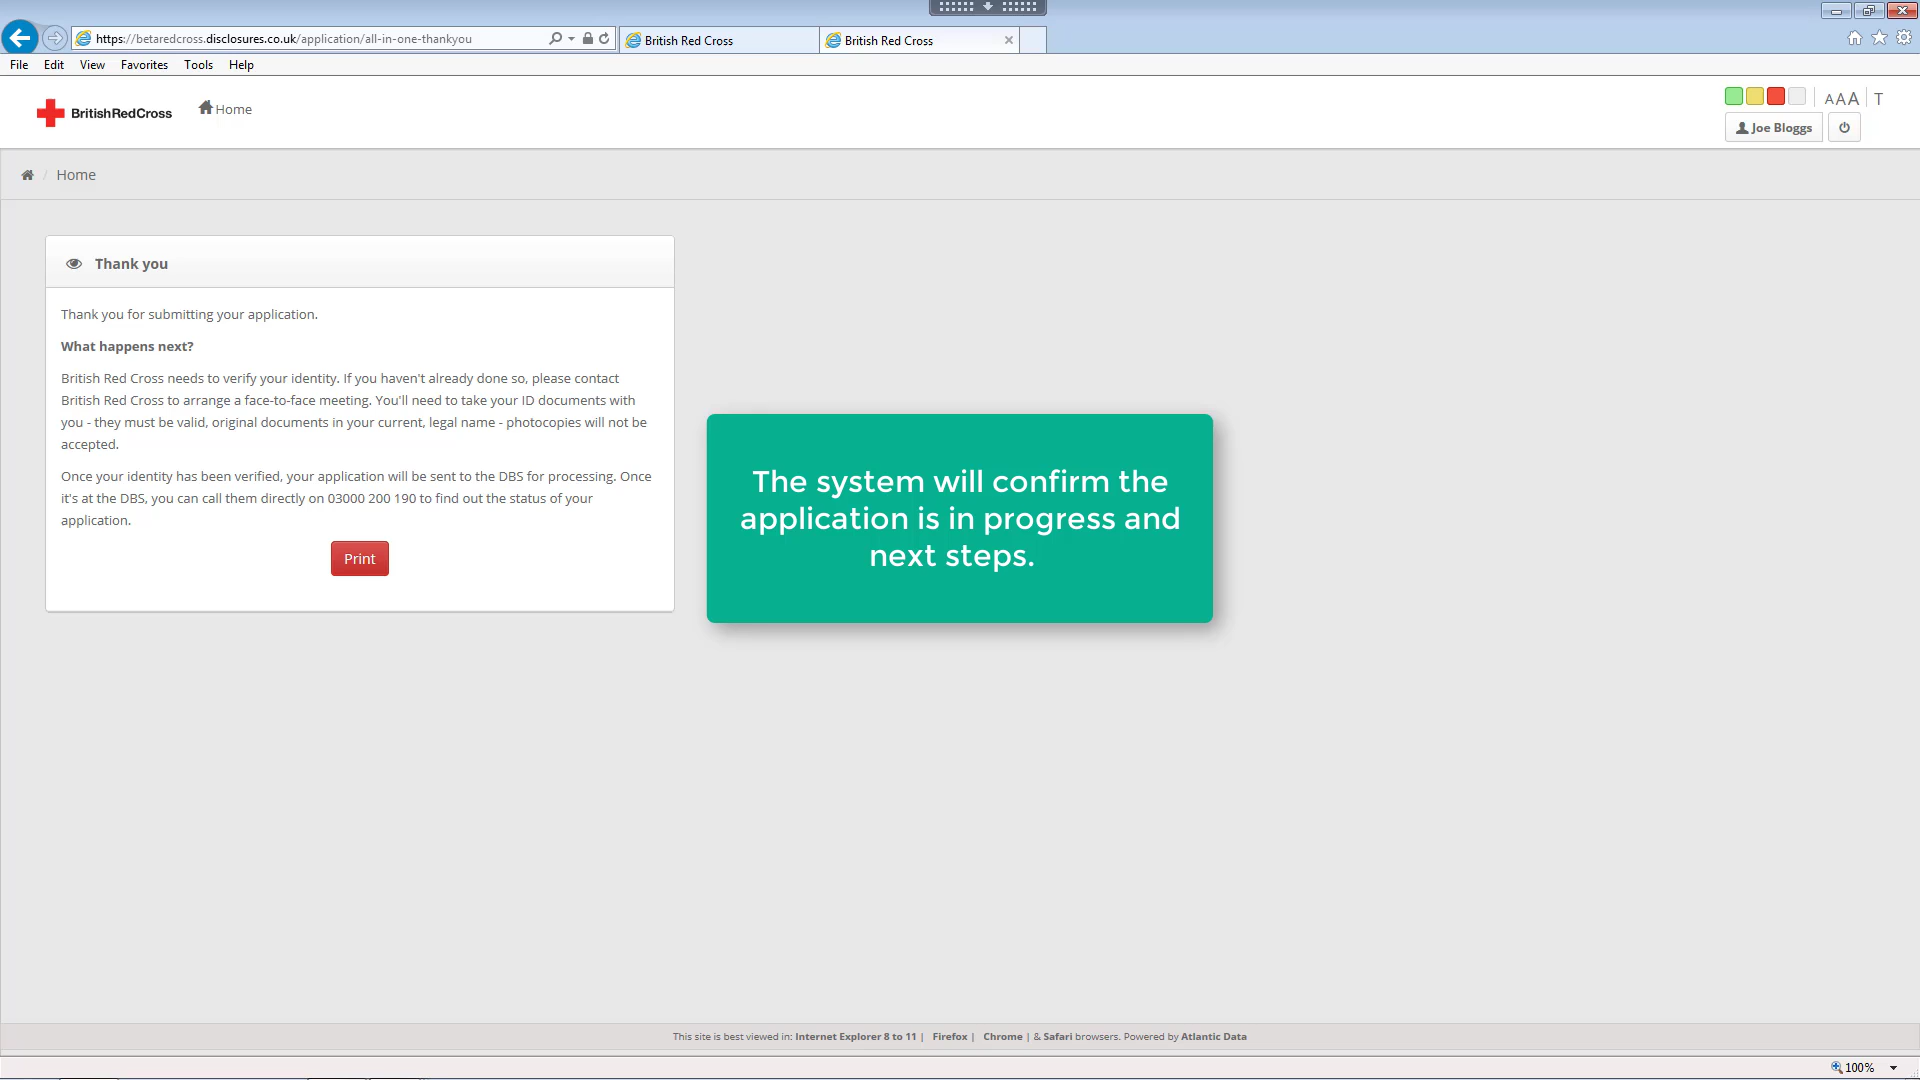 https://betaredcross.disclosures.co.uk/application/all-in-one-thankyou
British Red Cross
British Red Cross
File Edit View Favorites Tools Help
BritishRedCross
Home
A A A
T
Joe Bloggs
/ Home
Thank you
Thank you for submitting your application.
What happens next?
British Red Cross needs to verify your identity. If you haven't already done so, please contact
British Red Cross to arrange a face-to-face meeting. You'll need to take your ID documents with
you - they must be valid, original documents in your current, legal name - photocopies will not be
accepted.
Once your identity has been verified, your application will be sent to the DBS for processing. Once
it's at the DBS, you can call them directly on 03000 200 190 to find out the status of your
application.
Print
The system will confirm the
application is in progress and
next steps.
This site is best viewed in: Internet Explorer 8 to 11 | Firefox | Chrome | & Safari browsers. Powered by Atlantic Data
100%